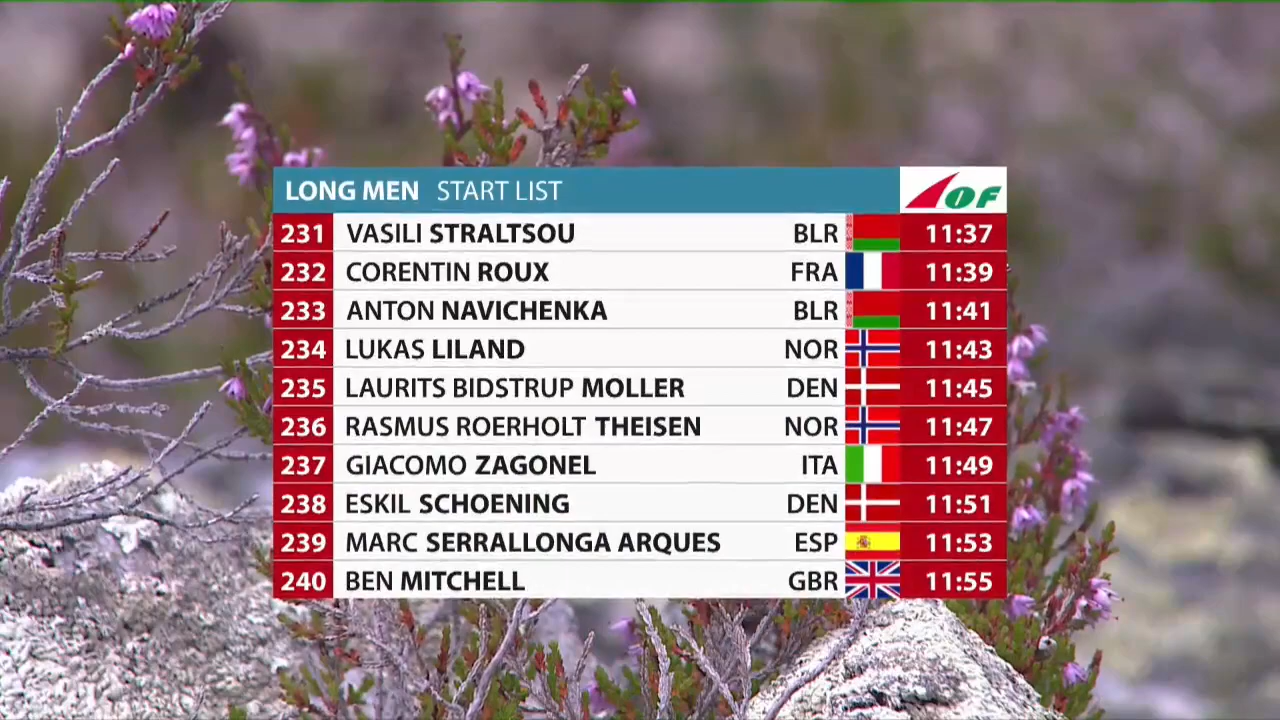 LONG MEN START LIST IOF
231 VASILI STRALTSOU BLR 11:37
232 CORENTIN ROUX FRA 11:39
233 ANTON NAVICHENKA BLR 11:41
234 LUKAS LILAND NOR 11:43
235 LAURITS BIDSTRUP MOLLER DEN 11:45
236 RASMUS ROERHOLT THEISEN NOR 11:47
237 GIACOMO ZAGONEL ITA 11:49
238 ESKIL SCHOENING DEN 11:51
239 MARC SERRALLONGA ARQUES ESP 11:53
240 BEN MITCHELL GBR 11:55